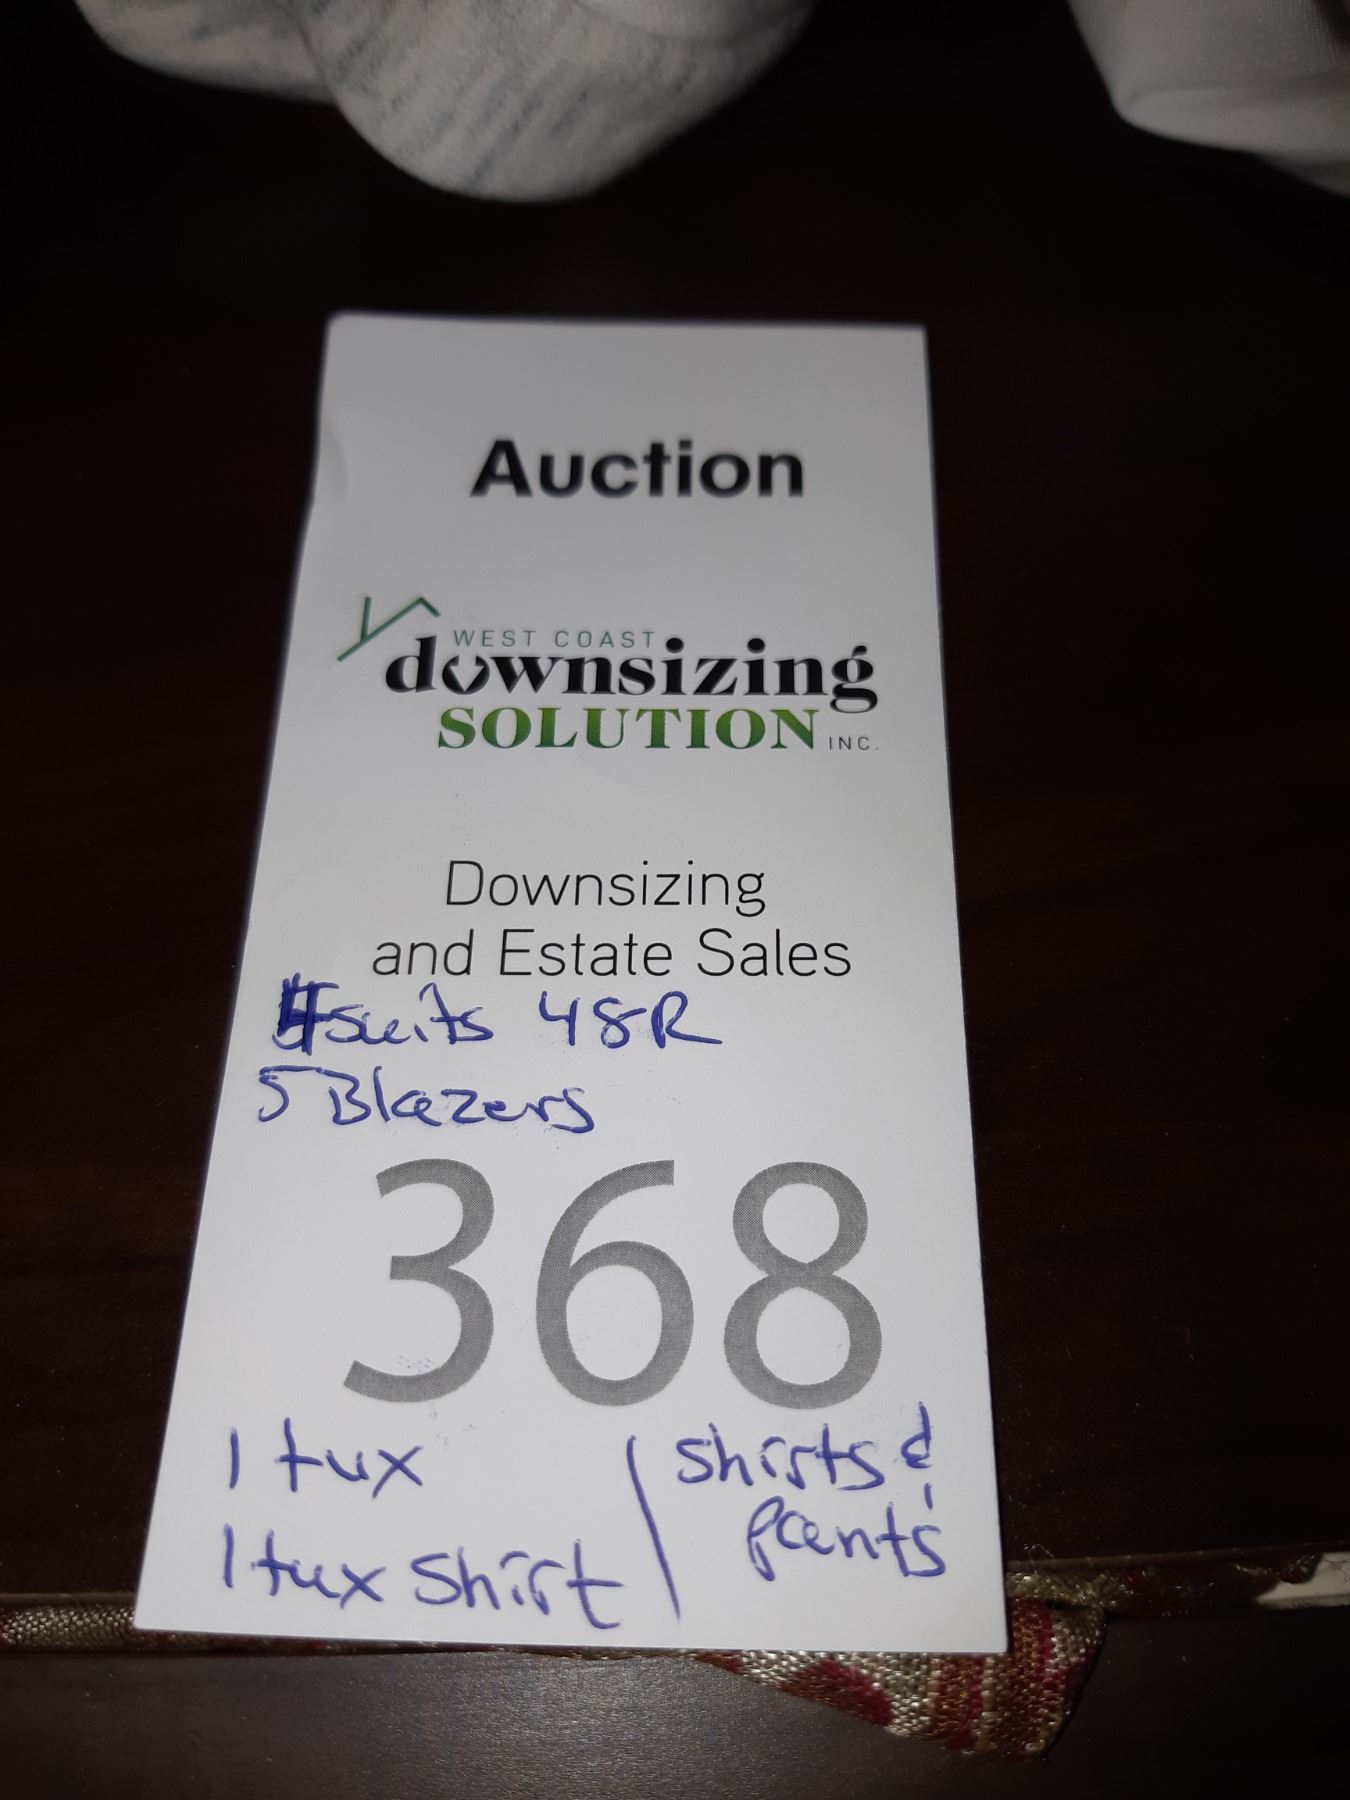 Auction
WEST COAST
downsizing
SOLUTION INC.
Downsizing
and Estate Sales
suits 48R
5 Blazers
368
1 tux
1 tux shirt
shirts &
pants